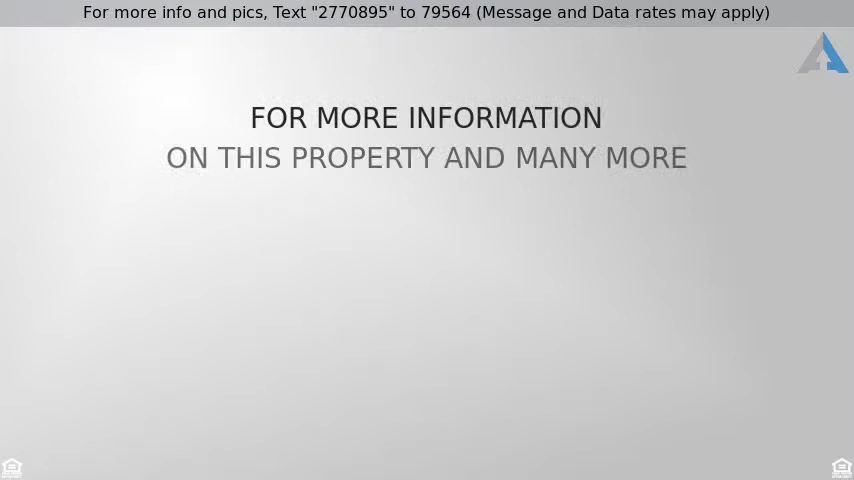 For more info and pics, Text "2770895" to 79564 (Message and Data rates may apply)
FOR MORE INFORMATION
ON THIS PROPERTY AND MANY MORE